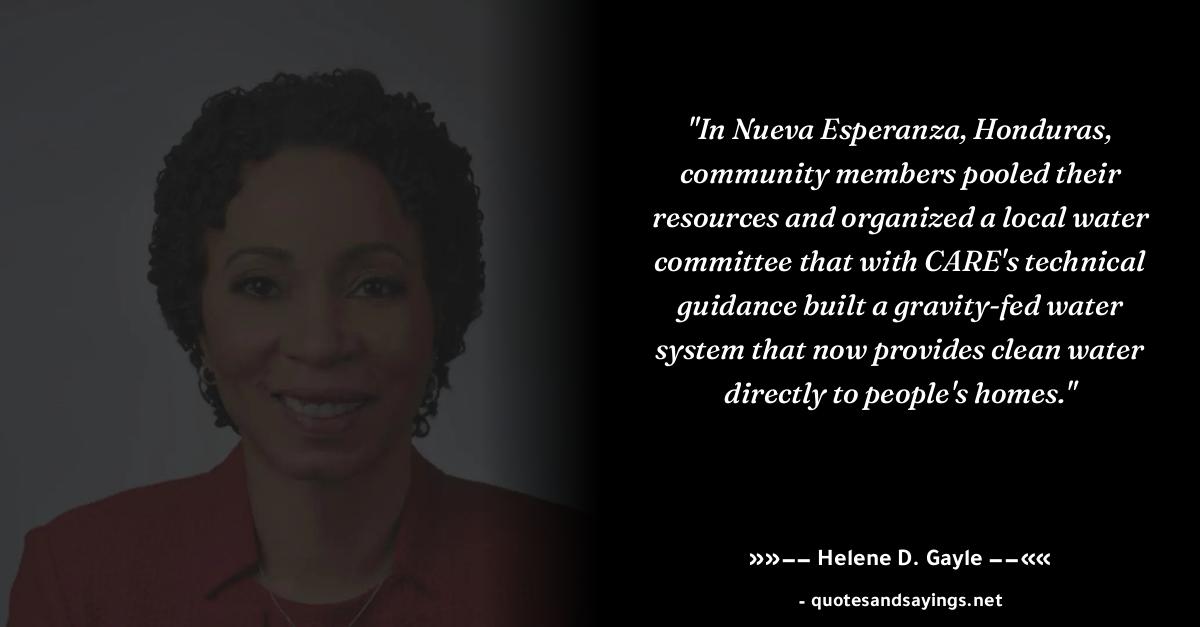 "In Nueva Esperanza, Honduras,
community members pooled their
resources and organized a local water
committee that with CARE's technical
guidance built a gravity-fed water
system that now provides clean water
directly to people's homes."
»»−− Helene D. Gayle −−««
- quotesandsayings.net